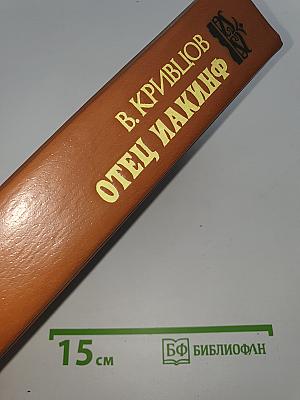 В. КРИВЦОВ
ОТЕЦ ИАКИНФ
15 см
БФ БИБЛИОФАН